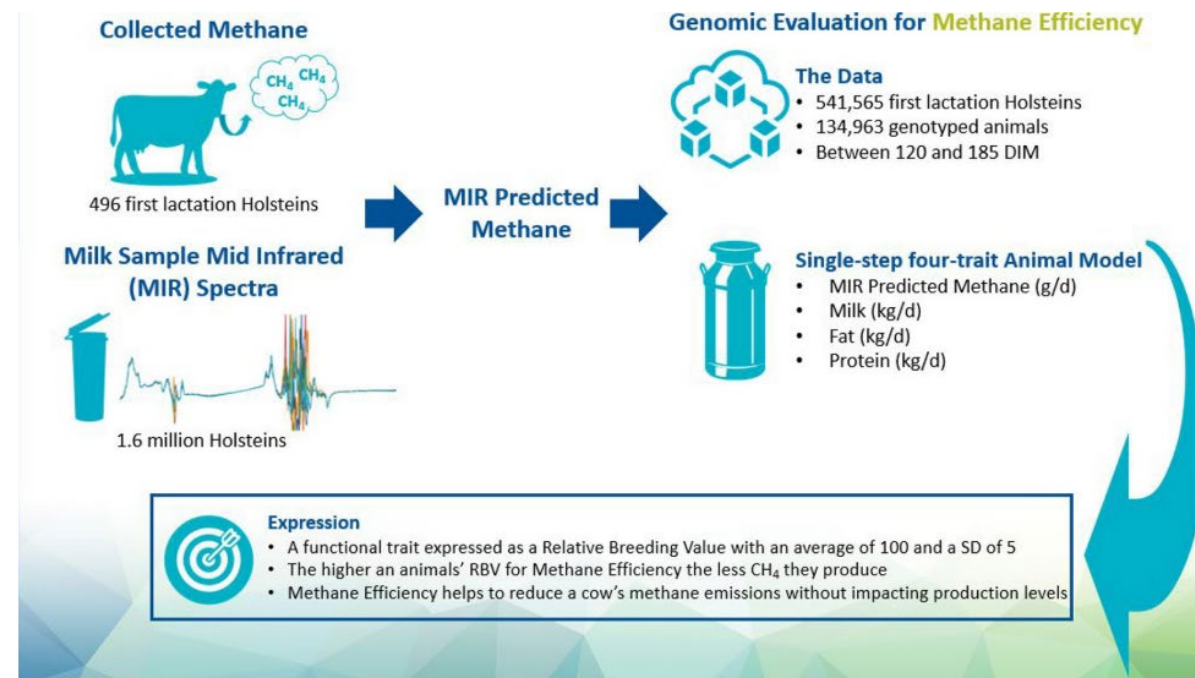 Collected Methane
CH₄ CH₄
CH₄
496 first lactation Holsteins
Milk Sample Mid Infrared
(MIR) Spectra
1.6 million Holsteins
MIR Predicted
Methane
Genomic Evaluation for Methane Efficiency
The Data
• 541,565 first lactation Holsteins
• 134,963 genotyped animals
• Between 120 and 185 DIM
Single-step four-trait Animal Model
• MIR Predicted Methane (g/d)
• Milk (kg/d)
• Fat (kg/d)
• Protein (kg/d)
Expression
• A functional trait expressed as a Relative Breeding Value with an average of 100 and a SD of 5
• The higher an animals’ RBV for Methane Efficiency the less CH₄ they produce
• Methane Efficiency helps to reduce a cow’s methane emissions without impacting production levels